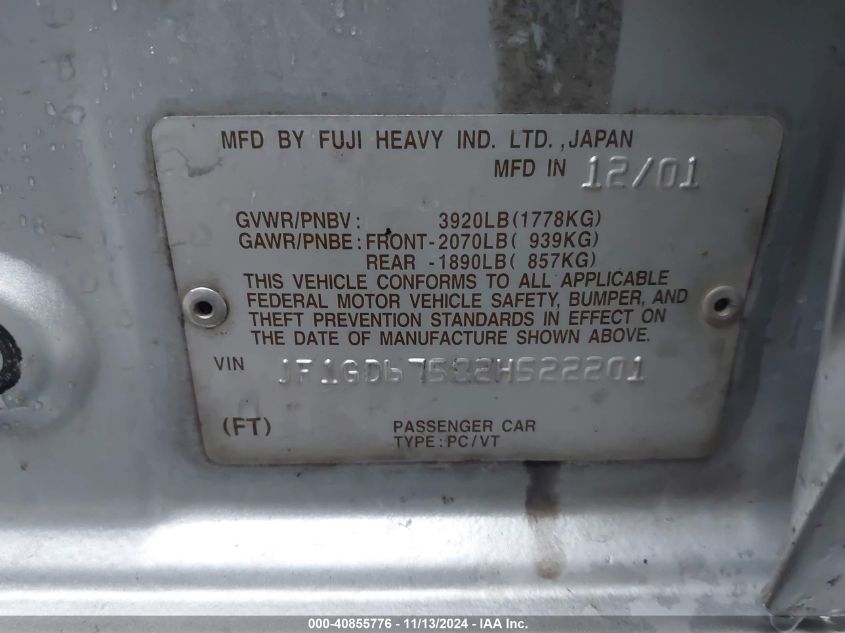 MFD BY FUJI HEAVY IND. LTD., JAPAN
MFD IN 12/01
GVWR/PNBV: 3920LB(1778KG)
GAWR/PNBE: FRONT-2070LB( 939KG)
REAR -1890LB( 857KG)
THIS VEHICLE CONFORMS TO ALL APPLICABLE
FEDERAL MOTOR VEHICLE SAFETY, BUMPER, AND
THEFT PREVENTION STANDARDS IN EFFECT ON
THE DATE OF MANUFACTURE SHOWN ABOVE.
VIN JF1GD67582H522201
(FT) PASSENGER CAR
TYPE: PC/VT
000-40855776 - 11/13/2024 - IAA Inc.